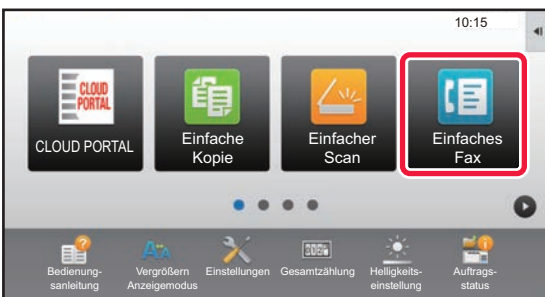 10:15
CLOUD
PORTAL
CLOUD PORTAL
Einfache
Kopie
Einfacher
Scan
Einfaches
Fax
Bedienung-
sanleitung
Vergrößern
Anzeigemodus
Einstellungen
Gesamtzählung
Helligkeits-
einstellung
Auftrags-
status